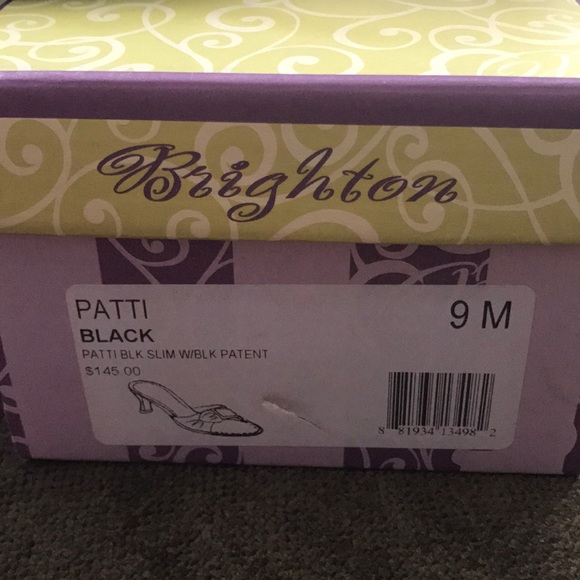 Brighton
PATTI
9 M
BLACK
PATTI BLK SLIM W/BLK PATENT
$145.00
8 81934 13498 2